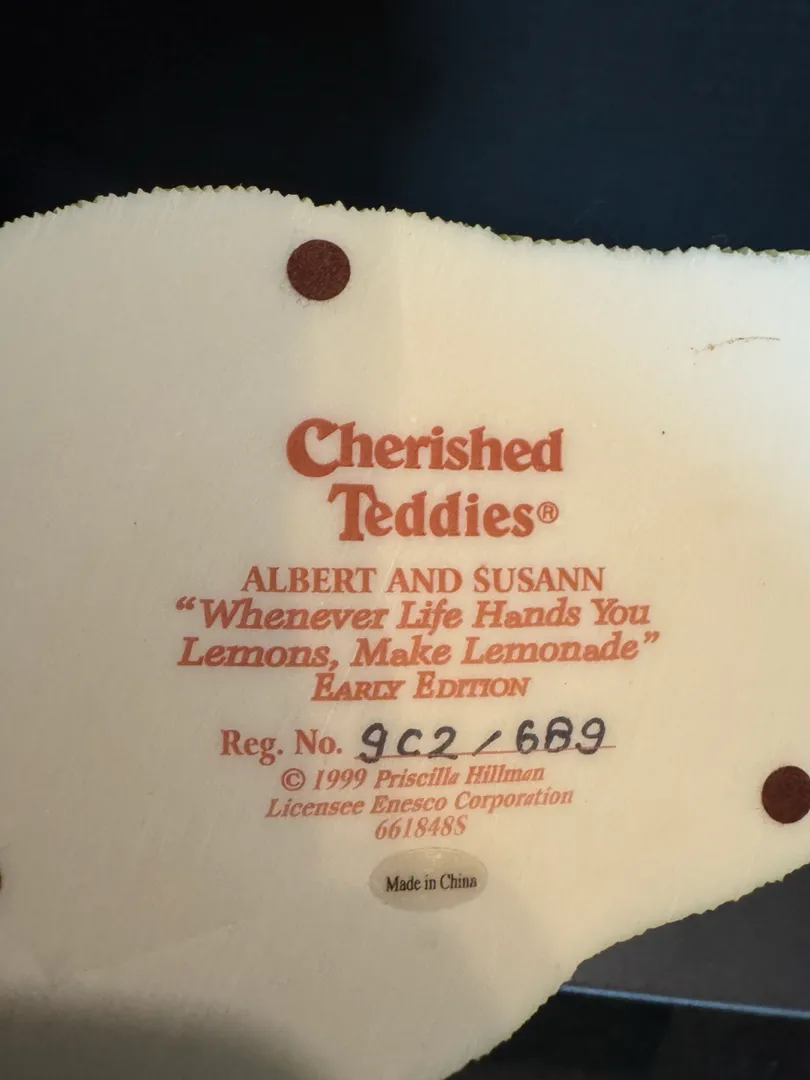 Cherished
Teddies®
ALBERT AND SUSANN
“Whenever Life Hands You
Lemons, Make Lemonade”
EARLY EDITION
Reg. No. 9C2/689
© 1999 Priscilla Hillman
Licensee Enesco Corporation
661848S
Made in China